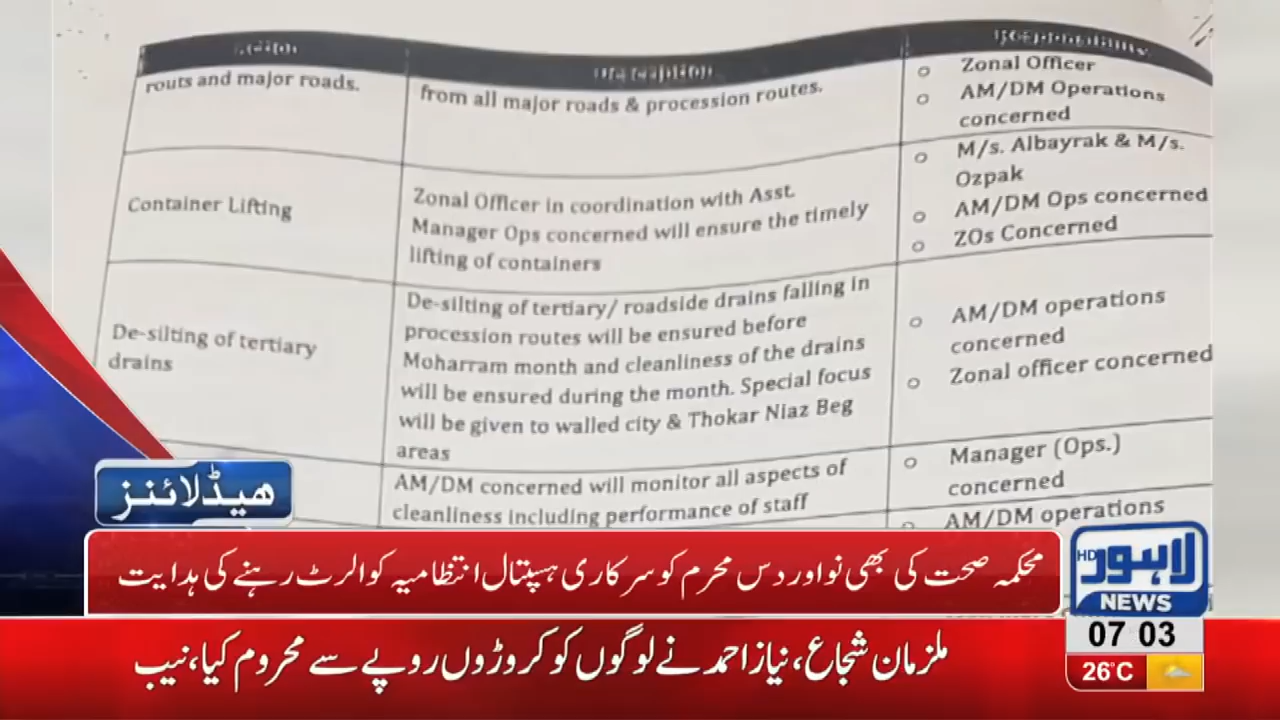 Action
Description
Responsibility
routs and major roads.
from all major roads & procession routes.
Zonal Officer
AM/DM Operations
concerned
Container Lifting
Zonal Officer in coordination with Asst.
Manager Ops concerned will ensure the timely
lifting of containers
M/s. Albayrak & M/s.
Ozpak
AM/DM Ops concerned
ZOs Concerned
De-silting of tertiary
drains
De-silting of tertiary/ roadside drains falling in
procession routes will be ensured before
Moharram month and cleanliness of the drains
will be ensured during the month. Special focus
will be given to walled city & Thokar Niaz Beg
areas
AM/DM operations
concerned
Zonal officer concerned
AM/DM concerned will monitor all aspects of
cleanliness including performance of staff
Manager (Ops.)
concerned
AM/DM operations
ھیڈلائنز
محکمہ صحت کی بھی نو اور دس محرم کو سرکاری ہسپتال انتظامیہ کو الرٹ رہنے کی ہدایت
لاہور HD
NEWS
07 03
26°C
ملزمان شجاع، نیاز احمد نے لوگوں کو کروڑوں روپے سے محروم کیا، نیب